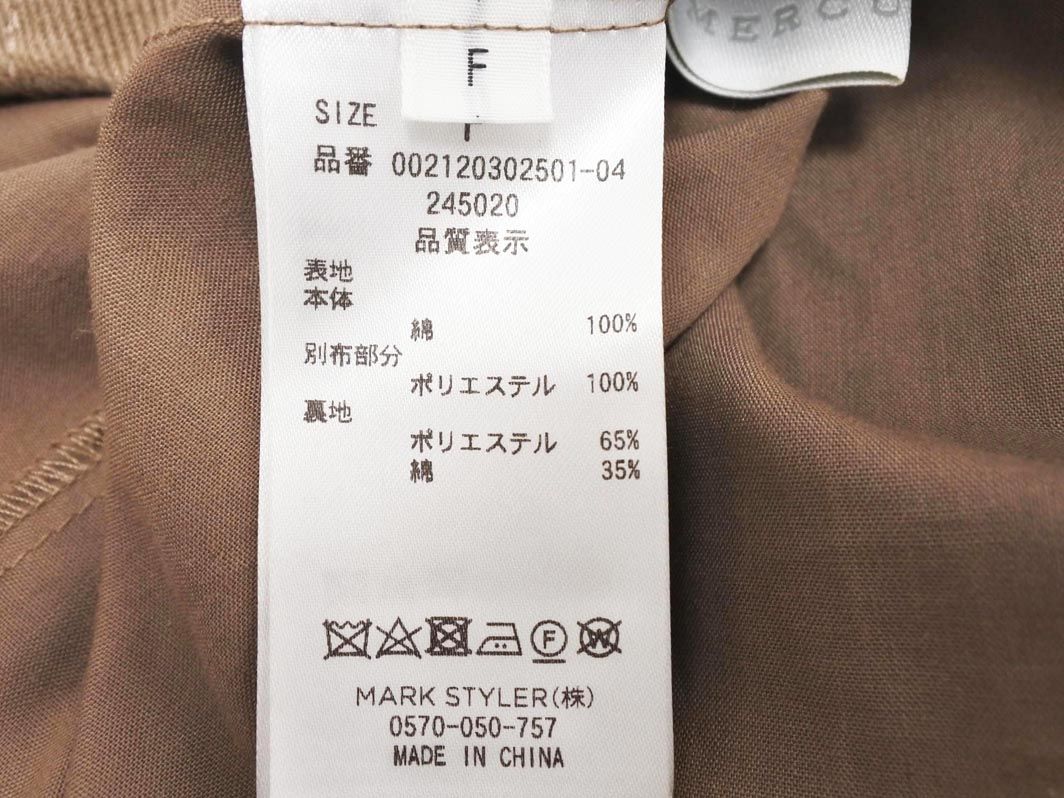 MERCU
F
SIZE
品番 002120302501-04
245020
品質表示
表地
本体
綿 100%
別布部分
ポリエステル 100%
裏地
ポリエステル 65%
綿 35%
F W
MARK STYLER(株)
0570-050-757
MADE IN CHINA